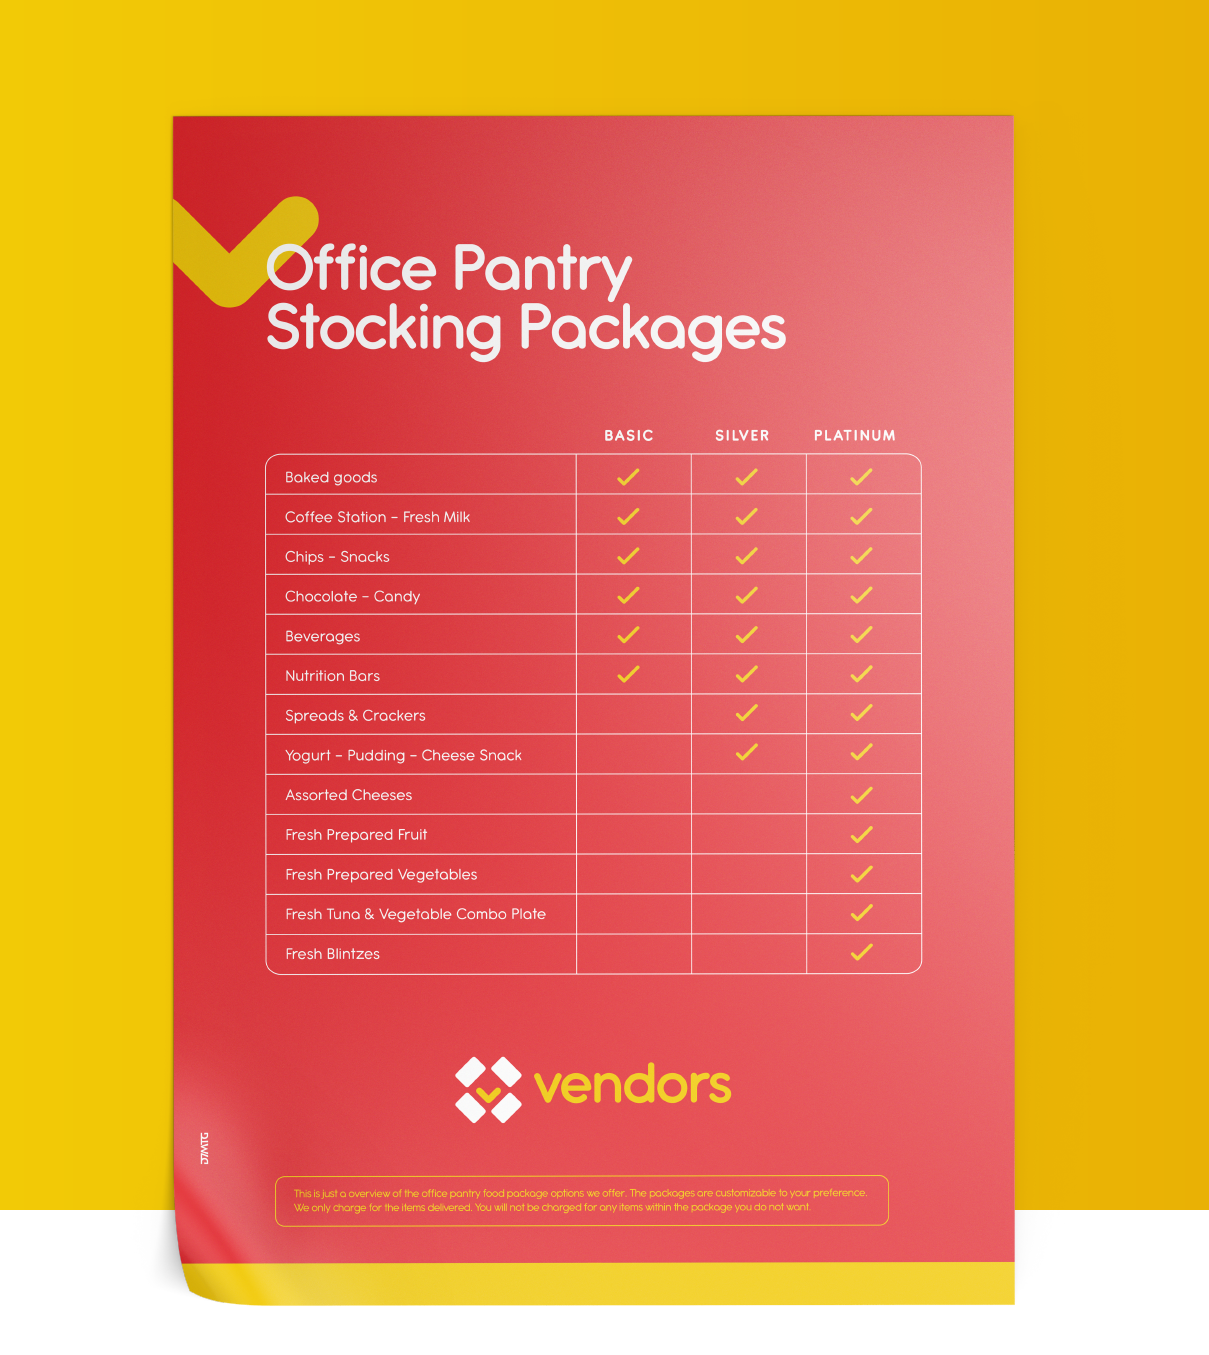 Office Pantry
Stocking Packages
BASIC SILVER PLATINUM
Baked goods
Coffee Station – Fresh Milk
Chips – Snacks
Chocolate – Candy
Beverages
Nutrition Bars
Spreads & Crackers
Yogurt – Pudding – Cheese Snack
Assorted Cheeses
Fresh Prepared Fruit
Fresh Prepared Vegetables
Fresh Tuna & Vegetable Combo Plate
Fresh Blintzes
vendors
This is just a overview of the office pantry food package options we offer. The packages are customizable to your preference.
We only charge for the items delivered. You will not be charged for any items within the package you do not want.